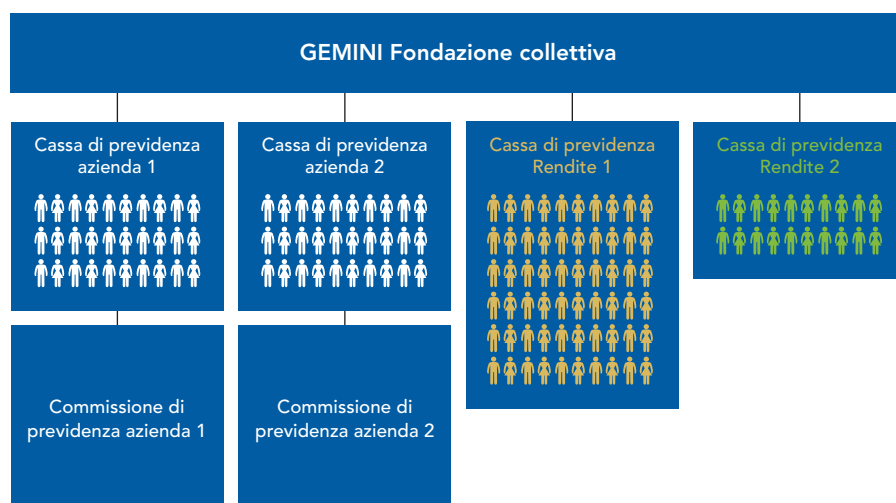 GEMINI Fondazione collettiva
Cassa di previdenza
azienda 1
Cassa di previdenza
azienda 2
Cassa di previdenza
Rendite 1
Cassa di previdenza
Rendite 2
Commissione di
previdenza azienda 1
Commissione di
previdenza azienda 2